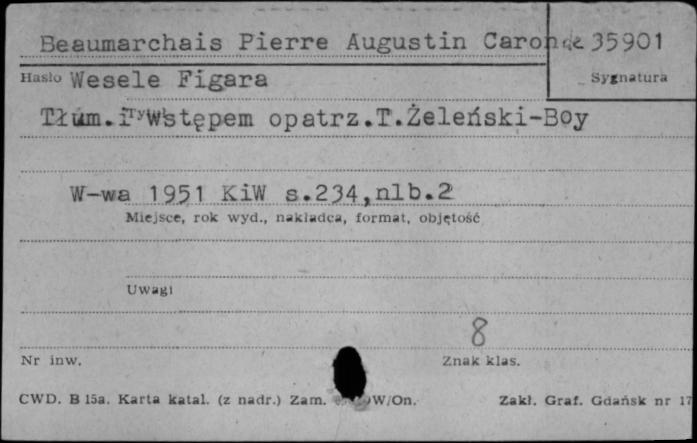 Beaumarchais Pierre Augustin Caron de 35901
Hasło Wesele Figara Sygnatura
Tłum. i Wstępem opatrz.T.Żeleński-Boy
W-wa 1951 KiW s.234,nlb.2
Miejsce, rok wyd., nakładca, format, objętość
Uwagi
8
Nr inw. Znak klas.
CWD. B 15a. Karta katal. (z nadr.) Zam. W/On. Zakł. Graf. Gdańsk nr 17